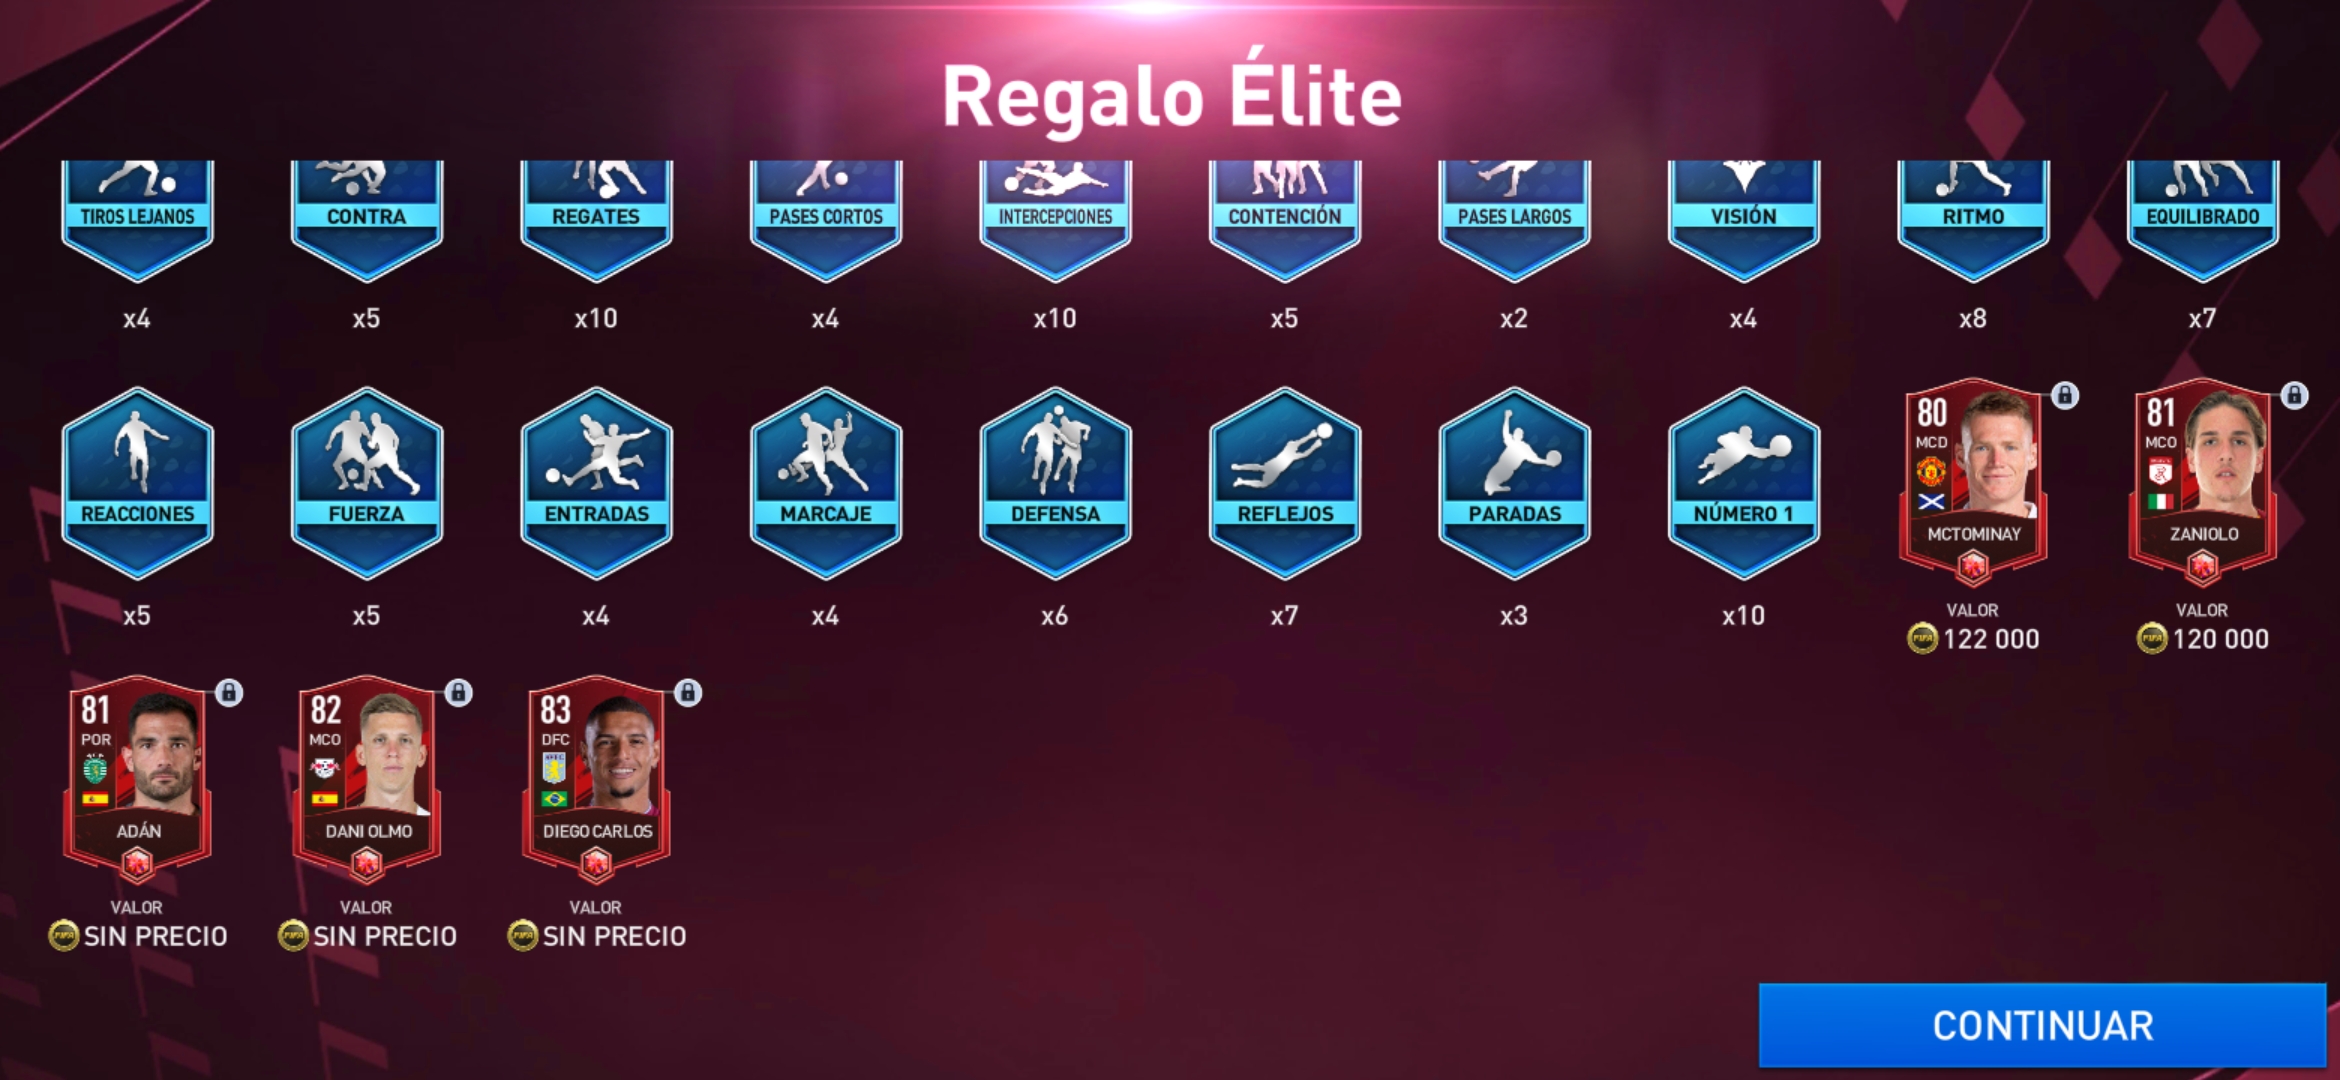 Regalo Élite
TIROS LEJANOS CONTRA REGATES PASES CORTOS INTERCEPCIONES CONTENCIÓN PASES LARGOS VISIÓN RITMO EQUILIBRADO
x4 x5 x10 x4 x10 x5 x2 x4 x8 x7
REACCIONES FUERZA ENTRADAS MARCAJE DEFENSA REFLEJOS PARADAS NÚMERO 1
x5 x5 x4 x4 x6 x7 x3 x10
80
MCD
MCTOMINAY
VALOR
122 000
81
MCO
ZANIOLO
VALOR
120 000
81
POR
ADÁN
VALOR
SIN PRECIO
82
MCO
DANI OLMO
VALOR
SIN PRECIO
83
DFC
DIEGO CARLOS
VALOR
SIN PRECIO
CONTINUAR